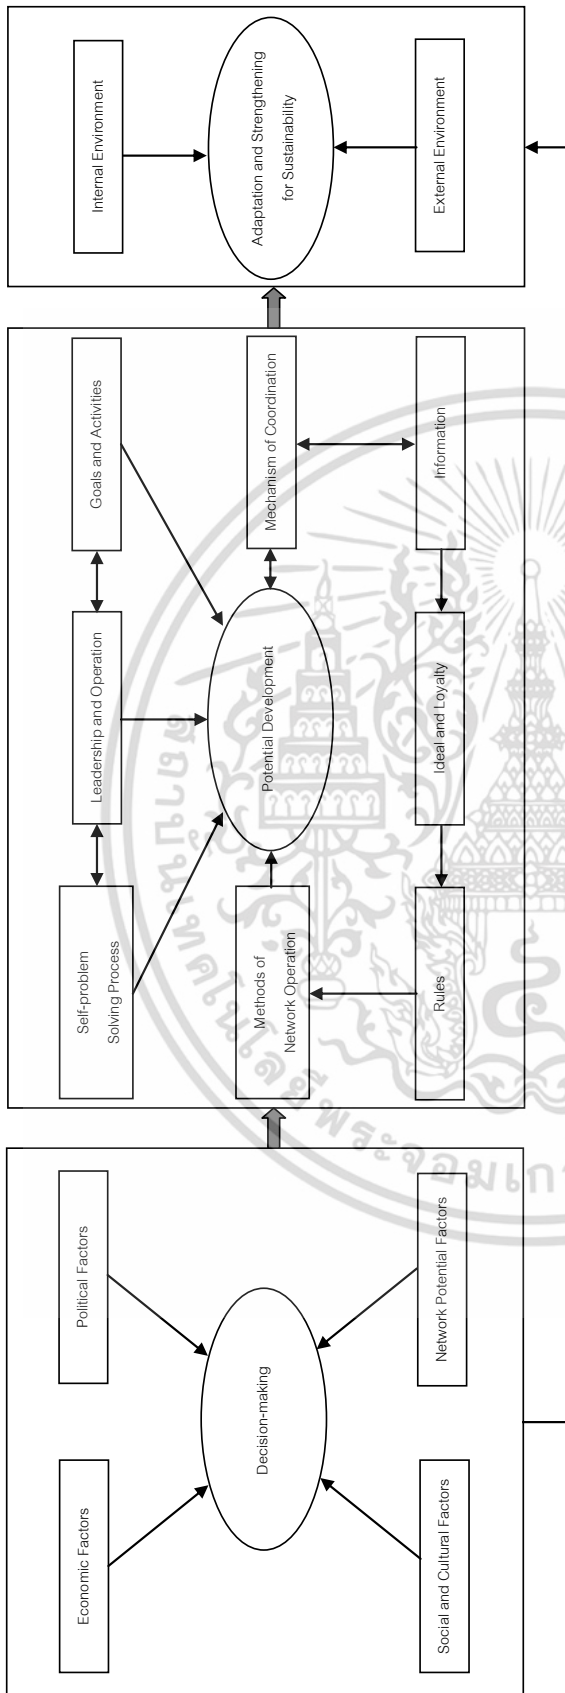 Economic Factors
Political Factors
Decision-making
Social and Cultural Factors
Network Potential Factors
Self-problem
Solving Process
Leadership and Operation
Goals and Activities
Methods of
Network Operation
Potential Development
Mechanism of Coordination
Rules
Ideal and Loyalty
Information
Internal Environment
Adaptation and Strengthening
for Sustainability
External Environment